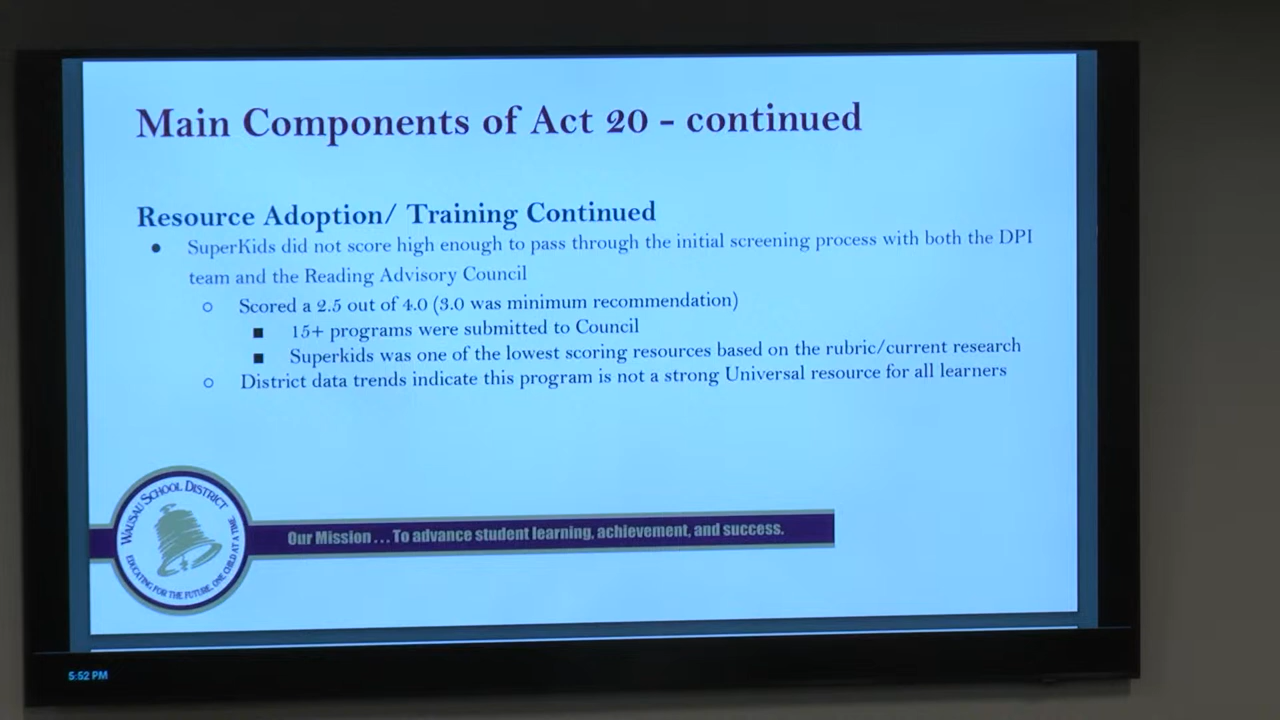 Main Components of Act 20 - continued
Resource Adoption/ Training Continued
● SuperKids did not score high enough to pass through the initial screening process with both the DPI
team and the Reading Advisory Council
○ Scored a 2.5 out of 4.0 (3.0 was minimum recommendation)
■ 15+ programs were submitted to Council
■ Superkids was one of the lowest scoring resources based on the rubric/current research
○ District data trends indicate this program is not a strong Universal resource for all learners
WAUSAU SCHOOL DISTRICT
EDUCATING FOR THE FUTURE, ONE CHILD AT A TIME
Our Mission . . . To advance student learning, achievement, and success.
5:52 PM